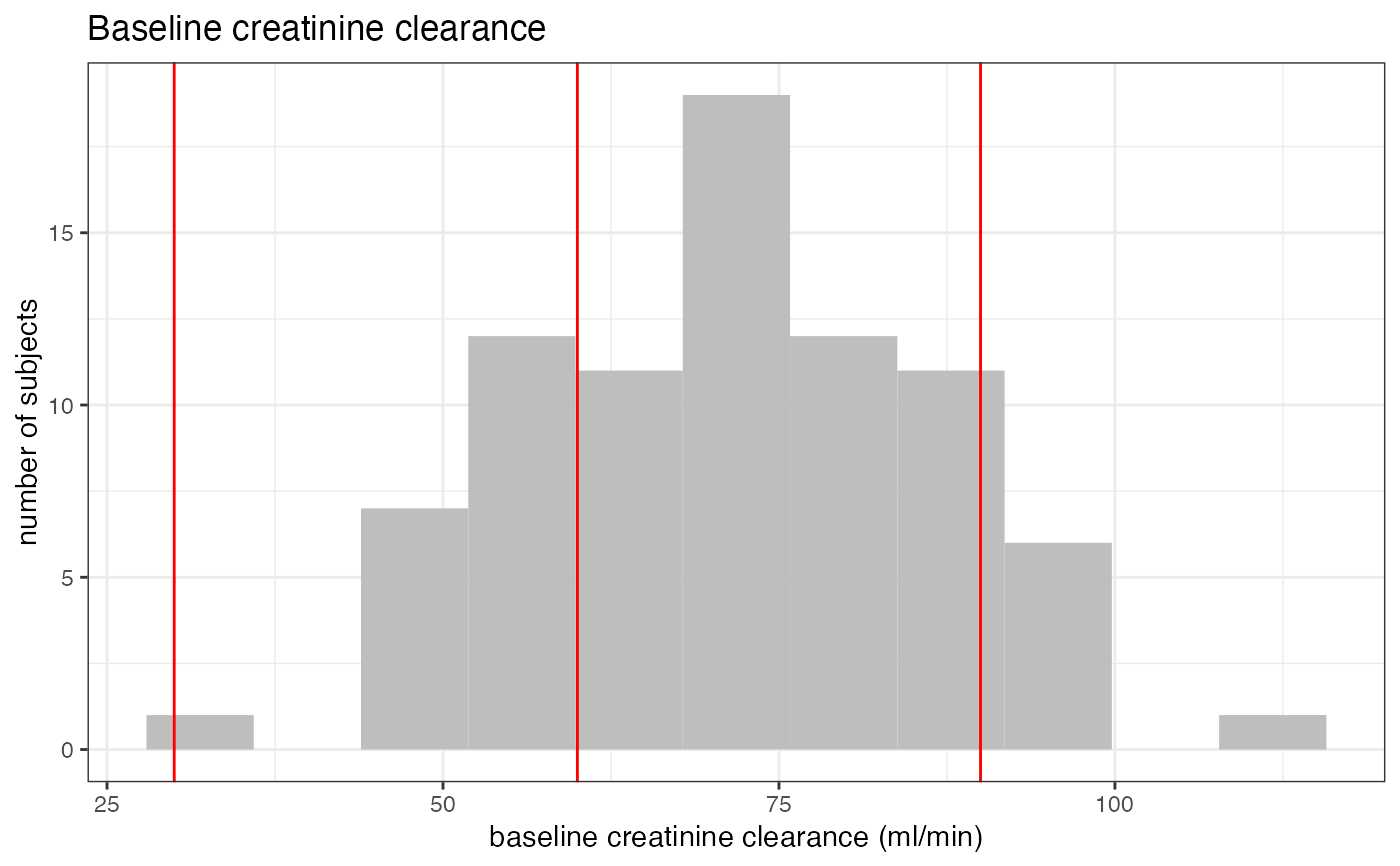 Baseline creatinine clearance
number of subjects
15
10
5
0
25 50 75 100
baseline creatinine clearance (ml/min)